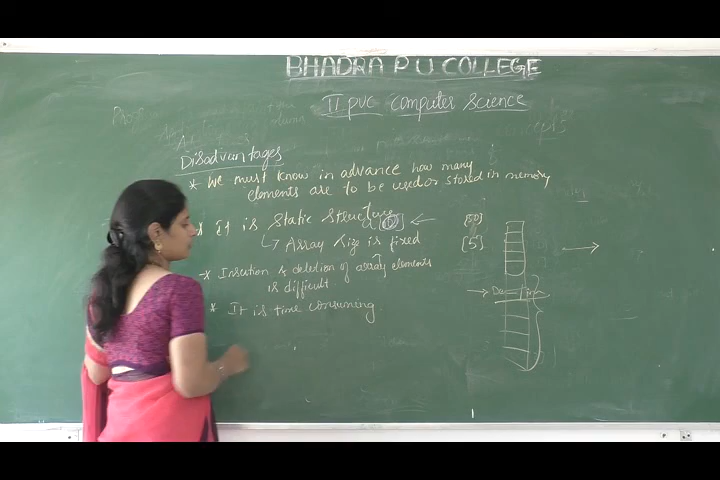 BHADRA P U COLLEGE
II PUC Computer Science
Disadvantages
* We must know in advance how many
elements are to be used or stored in memory
* It is Static Structure
a[5] ← [50]
↳ Array size is fixed [5]
* Insertion & deletion of array elements
is difficult
* It is time consuming.